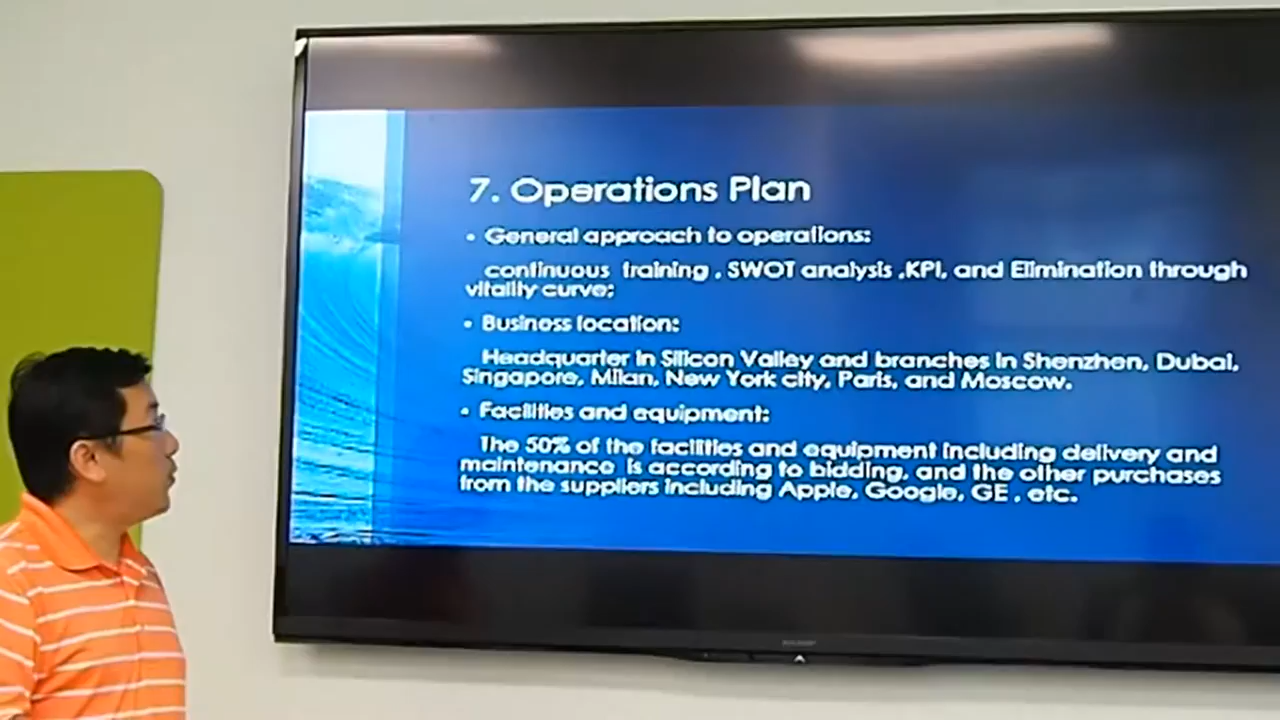 7. Operations Plan
• General approach to operations:
continuous training , SWOT analysis ,KPI, and Elimination through
vitality curve;
• Business location:
Headquarter in Silicon Valley and branches in Shenzhen, Dubai,
Singapore, Milan, New York city, Paris, and Moscow.
• Facilities and equipment:
The 50% of the facilities and equipment including delivery and
maintenance is according to bidding, and the other purchases
from the suppliers including Apple, Google, GE , etc.